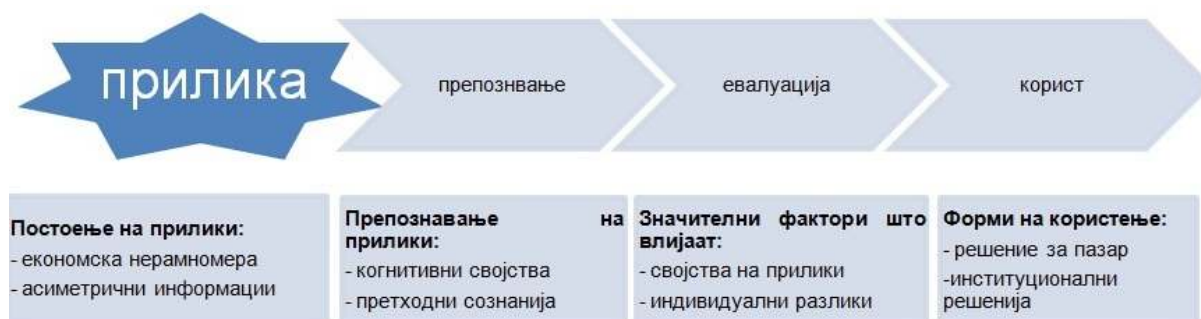 прилика
препознвање
евалуација
корист
Постоење на прилики:
- економска нерамномера
- асиметрични информации
Препознавање на
прилики:
- когнитивни својства
- претходни сознанија
Значителни фактори што
влијаат:
- својства на прилики
- индивидуални разлики
Форми на користење:
- решение за пазар
-институционални
решенија